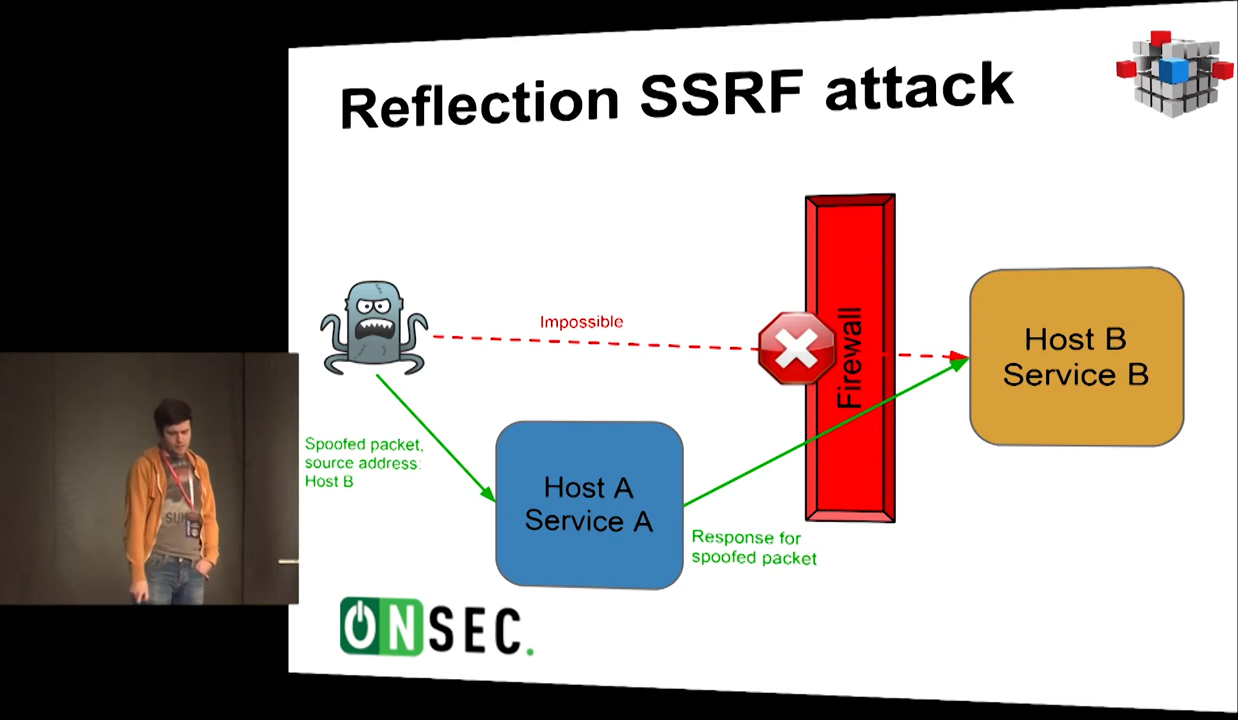 Reflection SSRF attack
Impossible
Firewall
Host B
Service B
Spoofed packet,
source address:
Host B
Host A
Service A
Response for
spoofed packet
ONSEC.
SUM